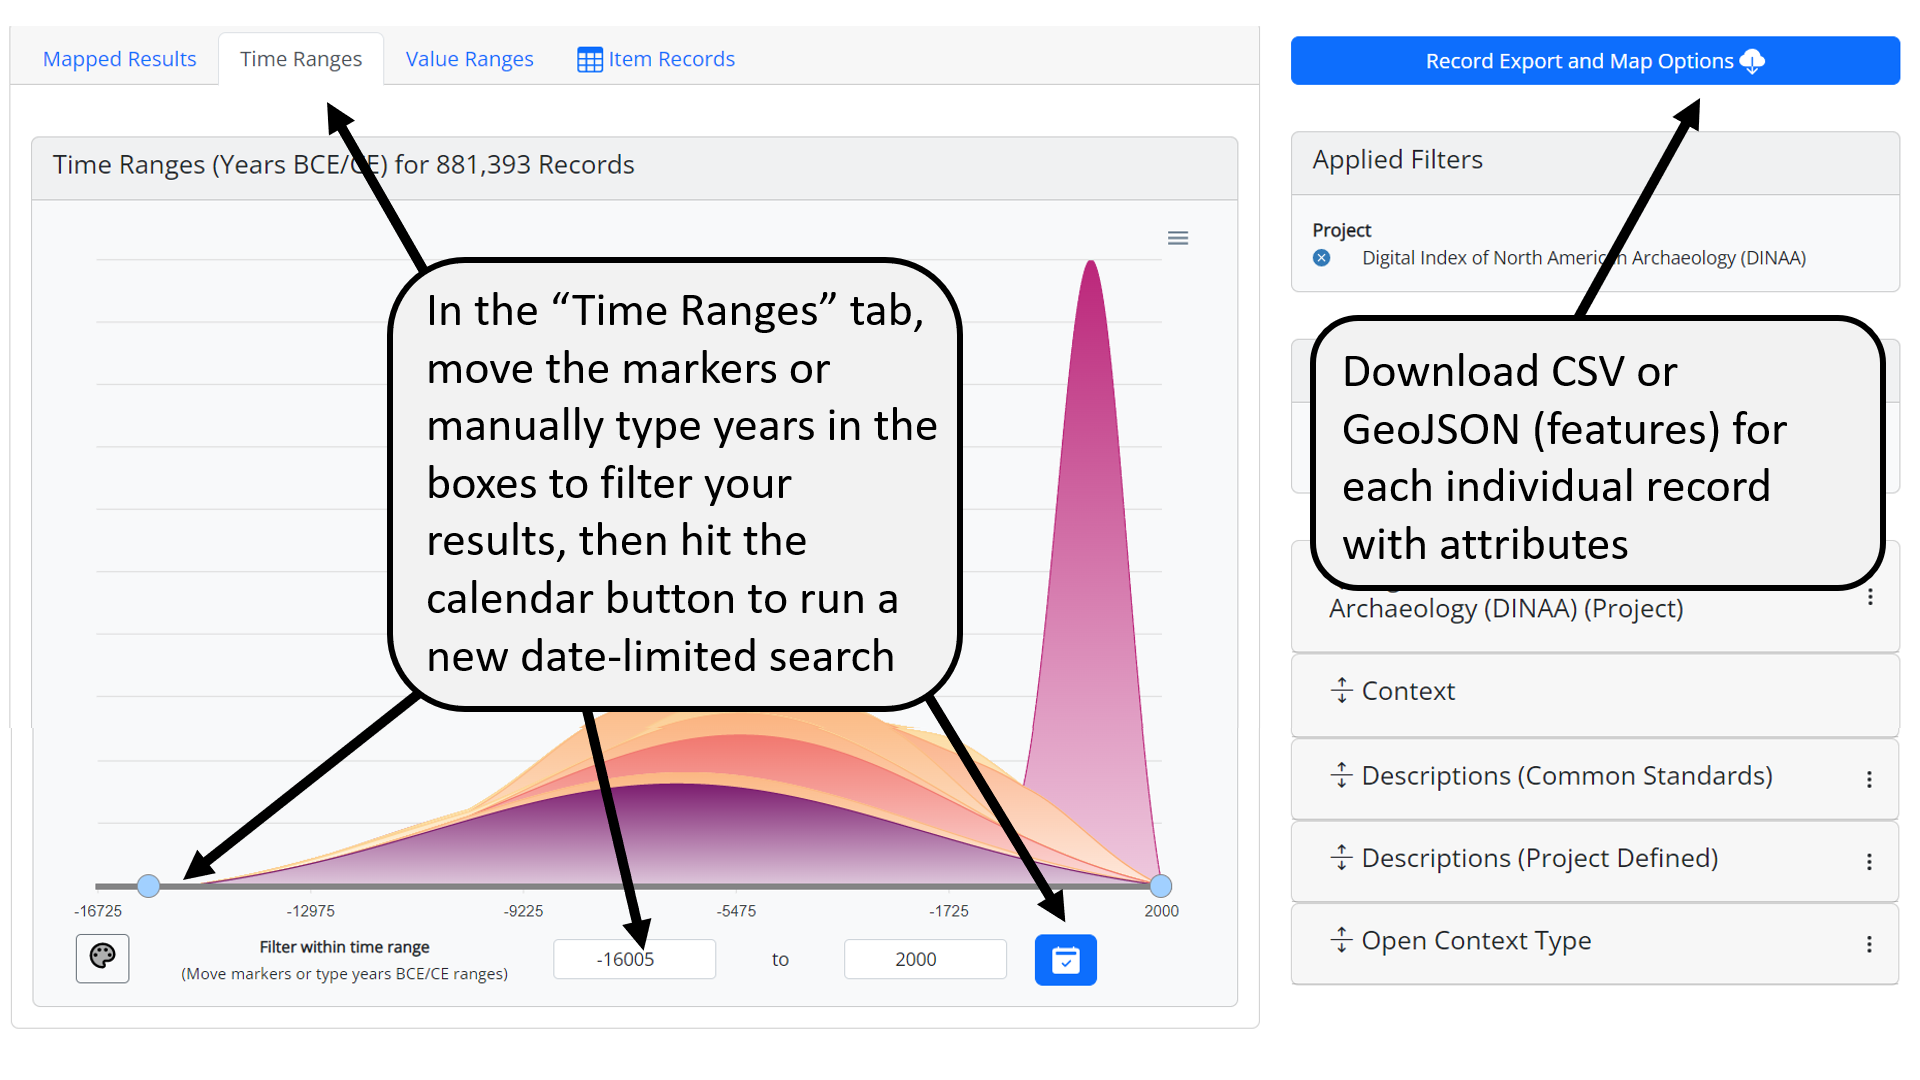 Mapped Results
Time Ranges
Value Ranges
Item Records
Record Export and Map Options
Time Ranges (Years BCE/CE) for 881,393 Records
Applied Filters
Project
Digital Index of North American Archaeology (DINAA)
In the “Time Ranges” tab,
move the markers or
manually type years in the
boxes to filter your
results, then hit the
calendar button to run a
new date-limited search
Download CSV or
GeoJSON (features) for
each individual record
with attributes
Archaeology (DINAA) (Project)
Context
Descriptions (Common Standards)
Descriptions (Project Defined)
Open Context Type
-16725
-12975
-9225
-5475
-1725
2000
Filter within time range
(Move markers or type years BCE/CE ranges)
-16005
to
2000